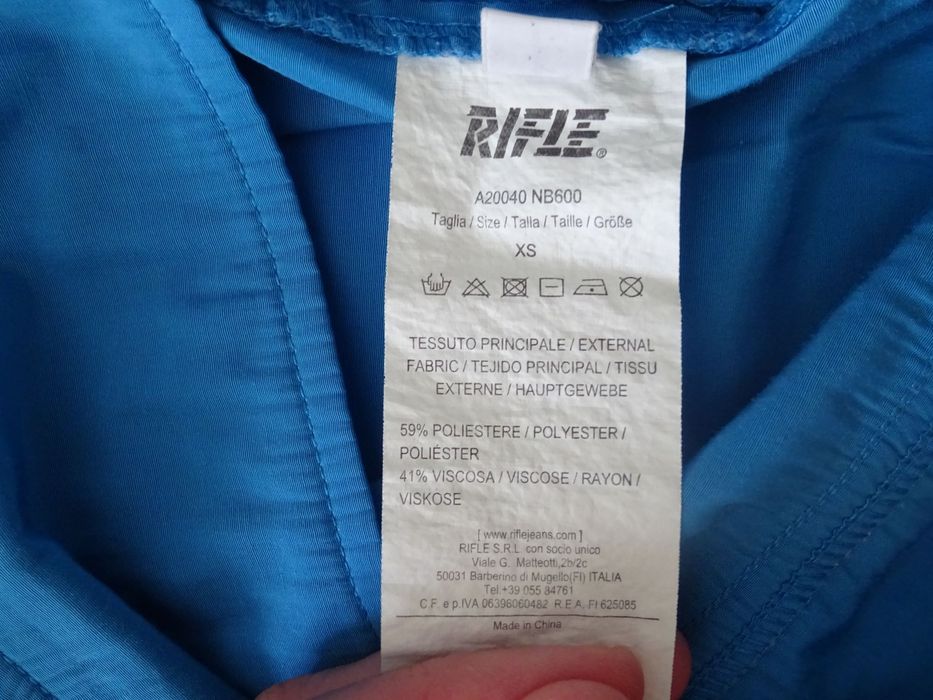 RIFLE®
A20040 NB600
Taglia / Size / Talla / Taille / Größe
XS
TESSUTO PRINCIPALE / EXTERNAL
FABRIC / TEJIDO PRINCIPAL / TISSU
EXTERNE / HAUPTGEWEBE
59% POLIESTERE / POLYESTER /
POLIÉSTER
41% VISCOSA / VISCOSE / RAYON /
VISKOSE
[ www.riflejeans.com ]
RIFLE S.R.L. con socio unico
Viale G. Matteotti,2b/2c
50031 Barberino di Mugello(FI) ITALIA
Tel.+39 055 84761
C.F. e p.IVA 06398060482 R.E.A. FI 625085
Made in China